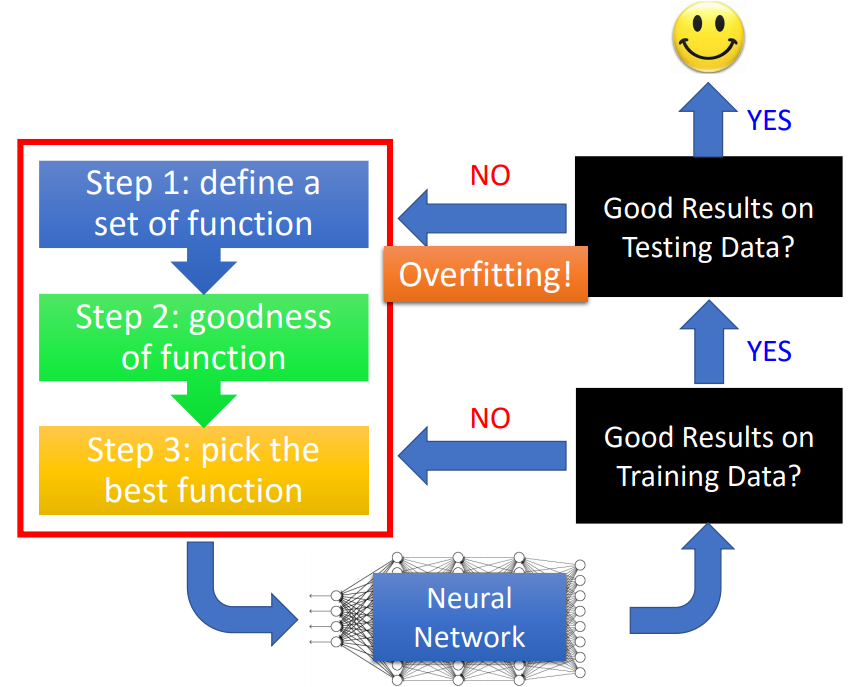 Step 1: define a
set of function
Step 2: goodness
of function
Step 3: pick the
best function
Neural
Network
Good Results on
Training Data?
NO
YES
Good Results on
Testing Data?
NO
Overfitting!
YES